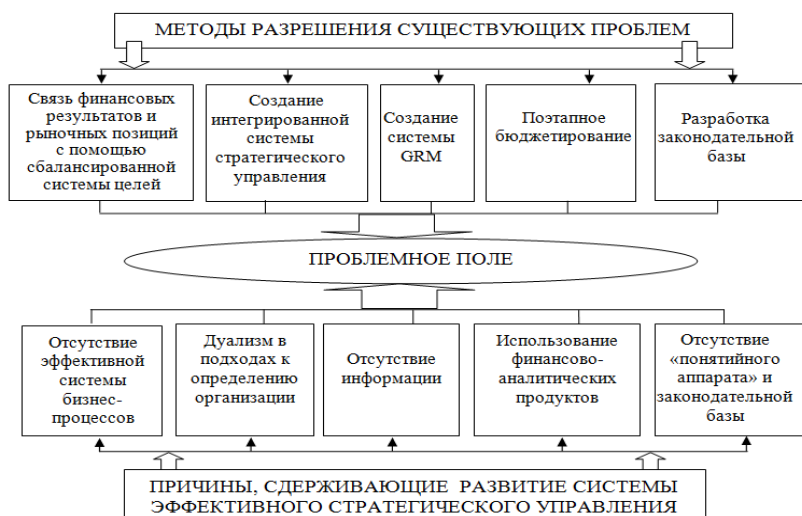 МЕТОДЫ РАЗРЕШЕНИЯ СУЩЕСТВУЮЩИХ ПРОБЛЕМ
Связь финансовых
результатов и
рыночных позиций
с помощью
сбалансированной
системы целей
Создание
интегрированной
системы
стратегического
управления
Создание
системы
GRM
Поэтапное
бюджетирование
Разработка
законодательной
базы
ПРОБЛЕМНОЕ ПОЛЕ
Отсутствие
эффективной
системы
бизнес-
процессов
Дуализм в
подходах к
определению
организации
Отсутствие
информации
Использование
финансово-
аналитических
продуктов
Отсутствие
«понятийного
аппарата» и
законодательной
базы
ПРИЧИНЫ, СДЕРЖИВАЮЩИЕ РАЗВИТИЕ СИСТЕМЫ
ЭФФЕКТИВНОГО СТРАТЕГИЧЕСКОГО УПРАВЛЕНИЯ